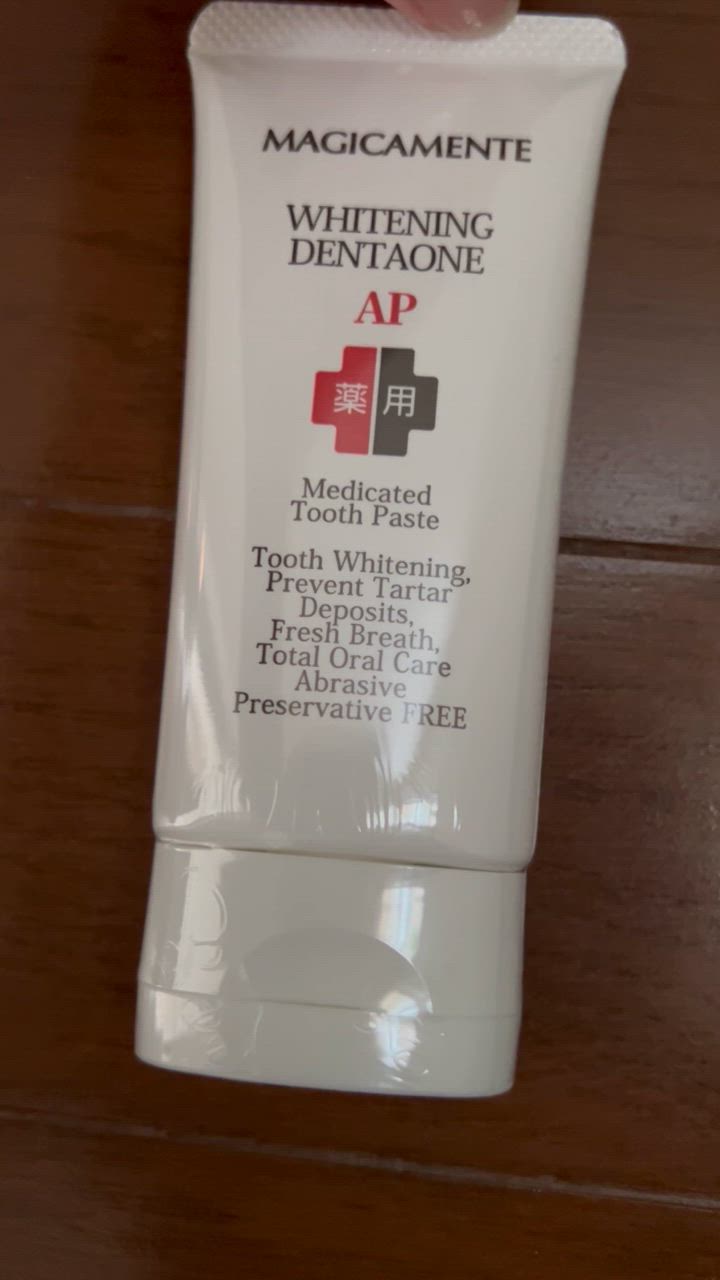 MAGICAMENTE
WHITENING
DENTAONE
AP
薬用
Medicated
Tooth Paste
Tooth Whitening,
Prevent Tartar
Deposits,
Fresh Breath,
Total Oral Care
Abrasive
Preservative FREE